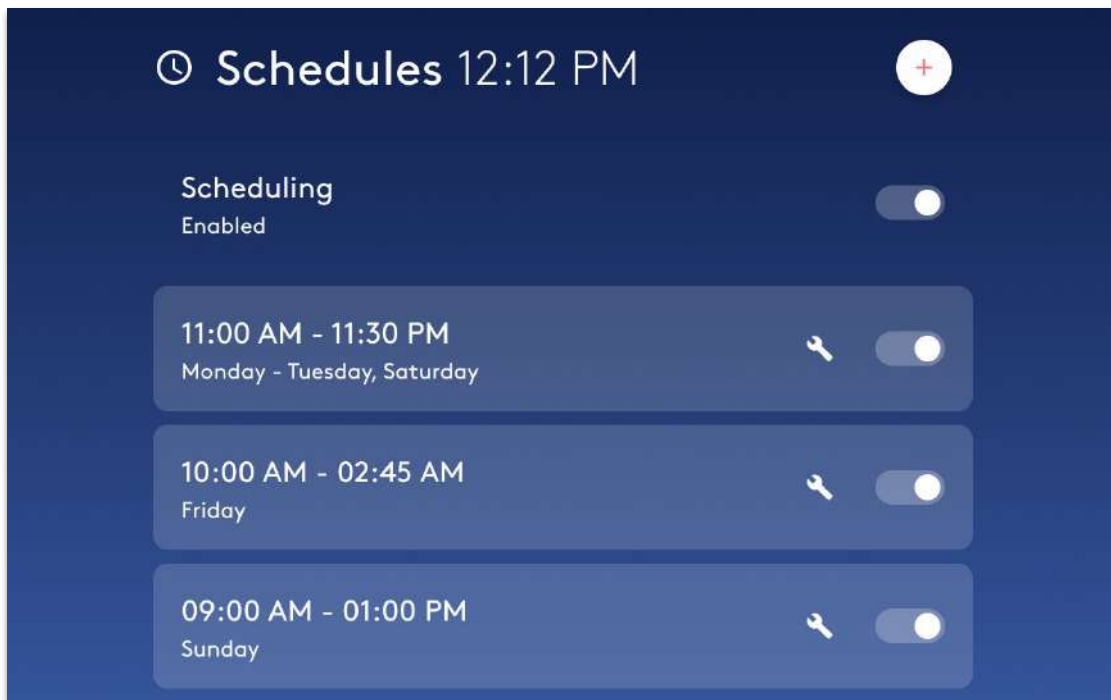 Schedules 12:12 PM
+
Scheduling
Enabled
11:00 AM - 11:30 PM
Monday - Tuesday, Saturday
10:00 AM - 02:45 AM
Friday
09:00 AM - 01:00 PM
Sunday